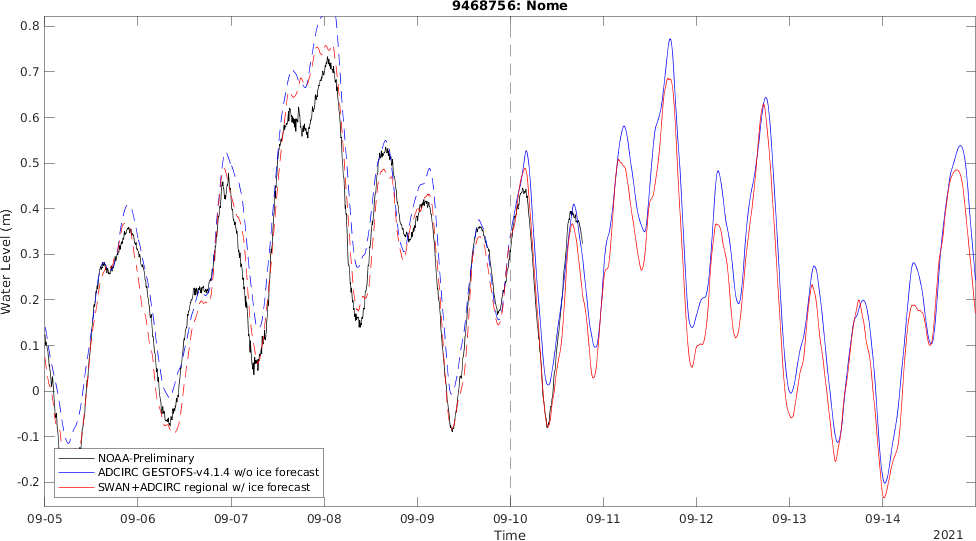 9468756: Nome
0.8
0.7
0.6
0.5
0.4
0.3
0.2
0.1
0
-0.1
-0.2
Water Level (m)
NOAA-Preliminary
ADCIRC GESTOFS-v4.1.4 w/o ice forecast
SWAN+ADCIRC regional w/ ice forecast
09-05 09-06 09-07 09-08 09-09 09-10 09-11 09-12 09-13 09-14
Time
2021